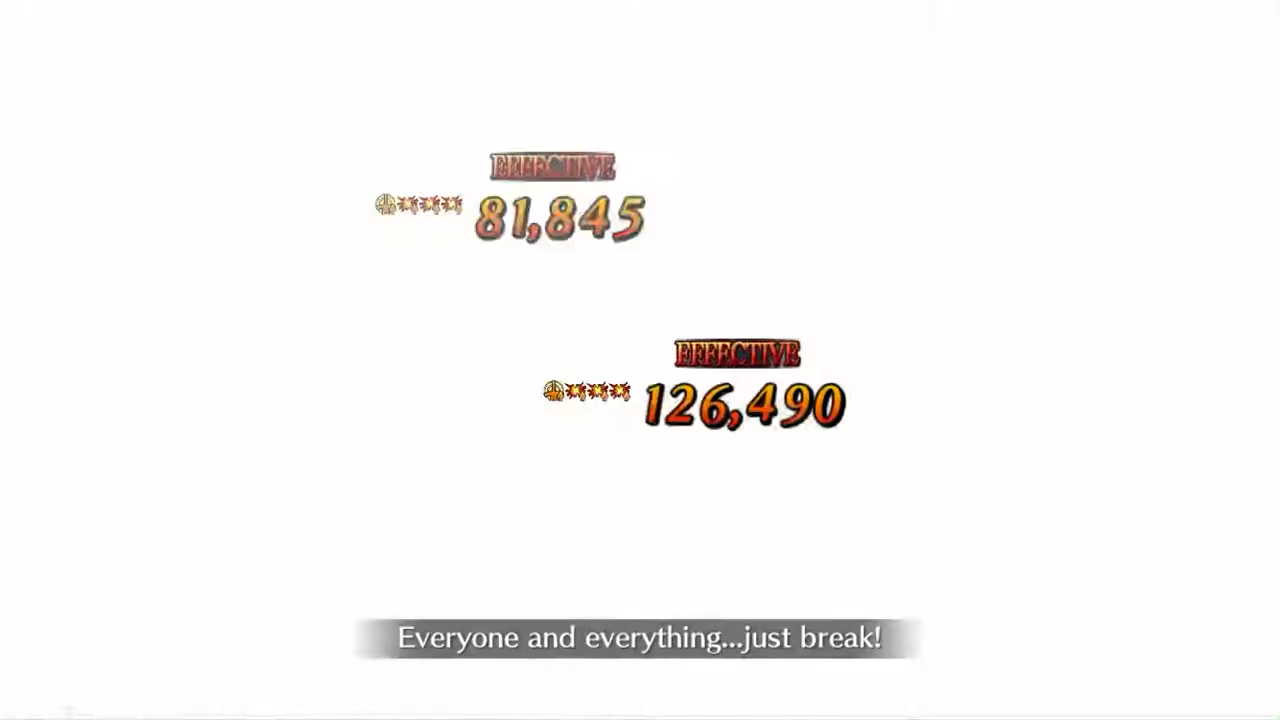 EFFECTIVE
81,845
EFFECTIVE
126,490
Everyone and everything...just break!